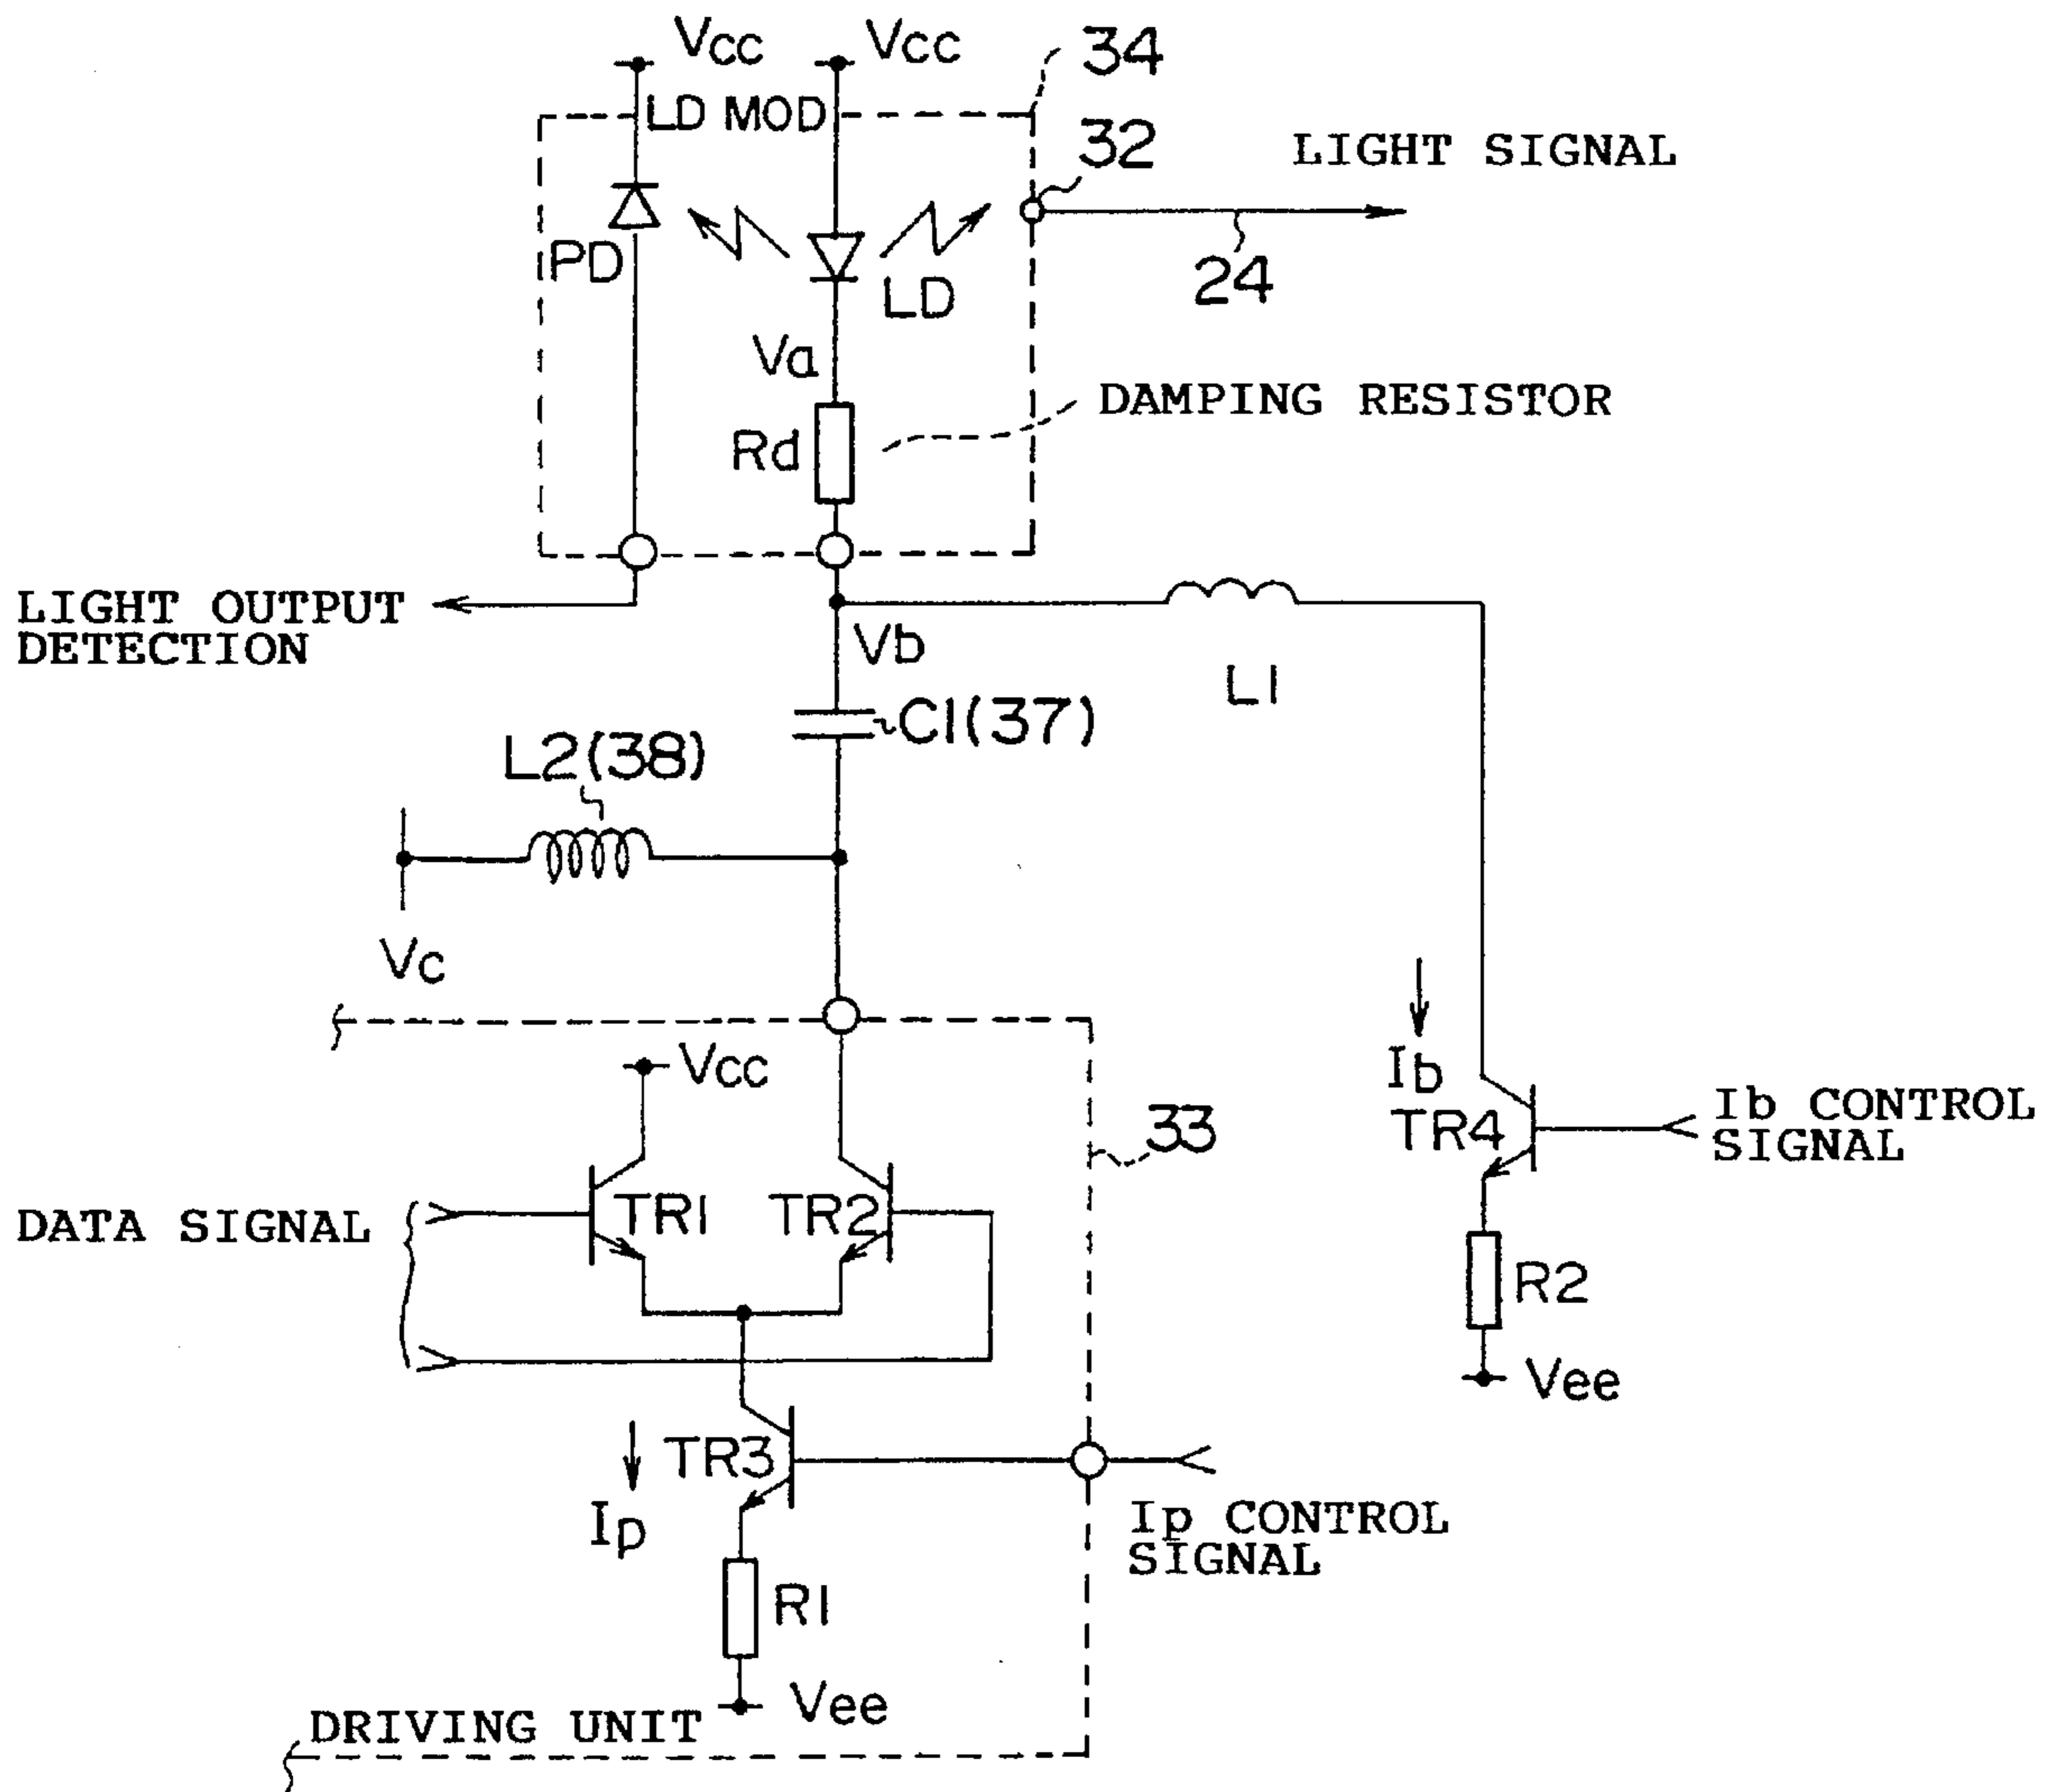 Vcc
Vcc
34
LD MOD
32
LIGHT SIGNAL
PD
LD
24
Va
DAMPING RESISTOR
Rd
LIGHT OUTPUT
DETECTION
Vb
L1
C1(37)
L2(38)
Vc
Vcc
Ib
33
TR4
Ib CONTROL
SIGNAL
DATA SIGNAL
TR1
TR2
R2
Vee
TR3
Ip
Ip CONTROL
SIGNAL
R1
Vee
DRIVING UNIT